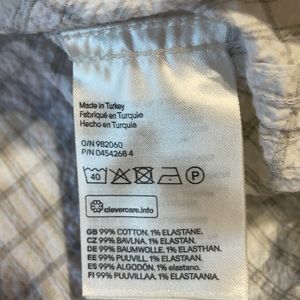 Made in Turkey
Fabriqué en Turquie
Hecho en Turquía
O/N 982060
P/N 0454268 4
40 P
clevercare.info
GB 99% COTTON, 1% ELASTANE.
CZ 99% BAVLNA, 1% ELASTAN.
DE 99% BAUMWOLLE, 1% ELASTHAN.
EE 99% PUUVILL, 1% ELASTAAN.
ES 99% ALGODÓN, 1% ELASTANO.
FI 99% PUUVILLAA, 1% ELASTAANIA.